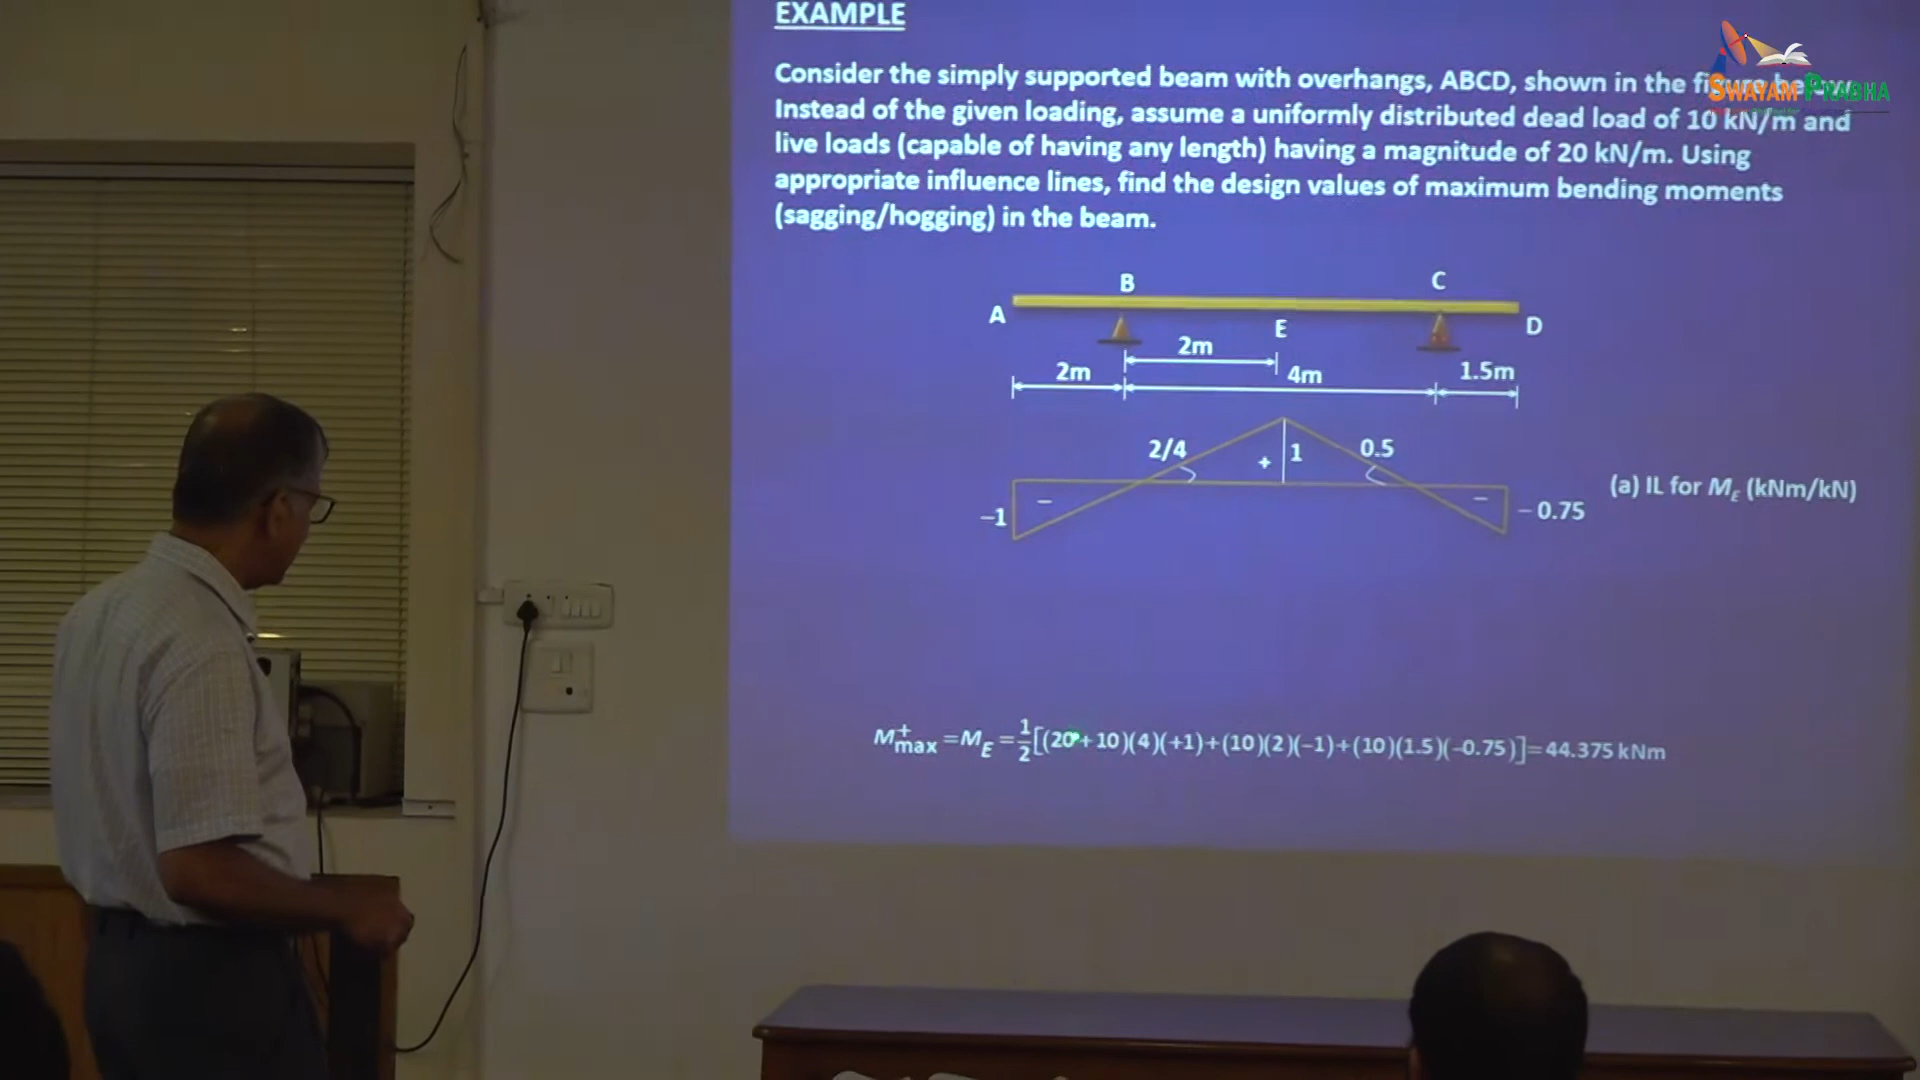 EXAMPLE
Consider the simply supported beam with overhangs, ABCD, shown in the figure below.
Instead of the given loading, assume a uniformly distributed dead load of 10 kN/m and
live loads (capable of having any length) having a magnitude of 20 kN/m. Using
appropriate influence lines, find the design values of maximum bending moments
(sagging/hogging) in the beam.
SWAYAM PRABHA
B
C
A
E
D
2m
2m
4m
1.5m
2/4
+
1
0.5
−
−
−1
− 0.75
(a) IL for M_E (kNm/kN)
M⁺max = M_E = 1/2[(20+10)(4)(+1)+(10)(2)(−1)+(10)(1.5)(−0.75)] = 44.375 kNm